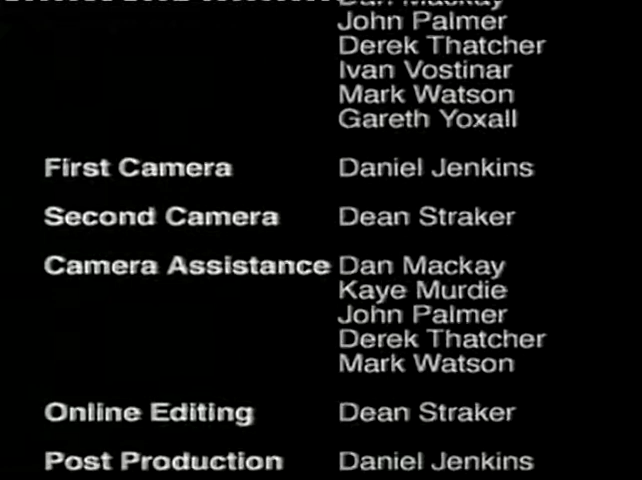 Dan Mackay
John Palmer
Derek Thatcher
Ivan Vostinar
Mark Watson
Gareth Yoxall
First Camera Daniel Jenkins
Second Camera Dean Straker
Camera Assistance Dan Mackay
Kaye Murdie
John Palmer
Derek Thatcher
Mark Watson
Online Editing Dean Straker
Post Production Daniel Jenkins